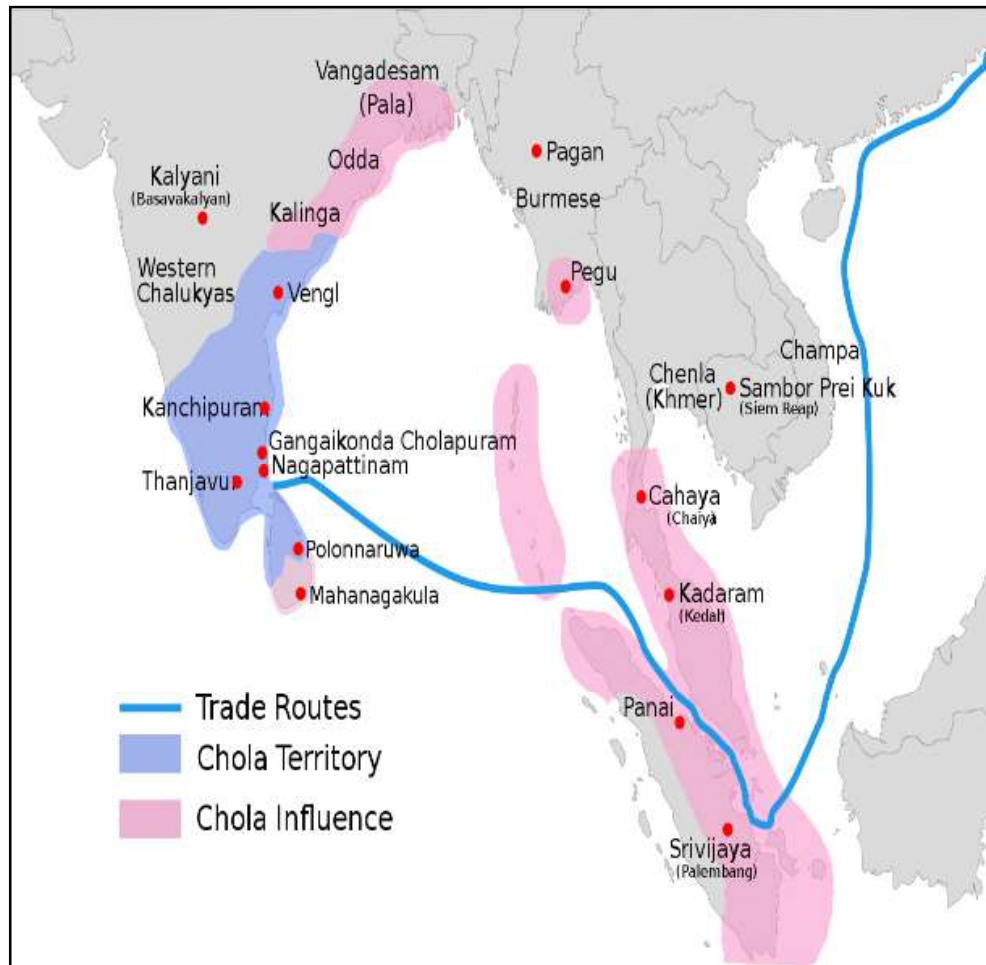 Vangadesam
(Pala)
Odda
Pagan
Kalyani
(Basavakalyan)
Burmese
Kalinga
Western
Chalukyas
Vengl
Pegu
Champa
Chenla
(Khmer)
Sambor Prei Kuk
(Siem Reap)
Kanchipuram
Gangaikonda Cholapuram
Nagapattinam
Thanjavur
Cahaya
(Chaiya)
Polonnaruwa
Mahanagakula
Kadaram
(Kedah)
Trade Routes
Panai
Chola Territory
Chola Influence
Srivijaya
(Palembang)